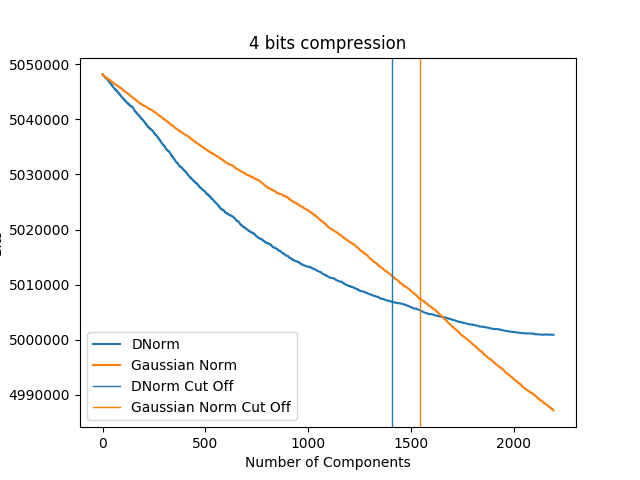 4 bits compression
5050000
5040000
5030000
5020000
5010000
5000000
4990000
DNorm
Gaussian Norm
DNorm Cut Off
Gaussian Norm Cut Off
0 500 1000 1500 2000
Number of Components